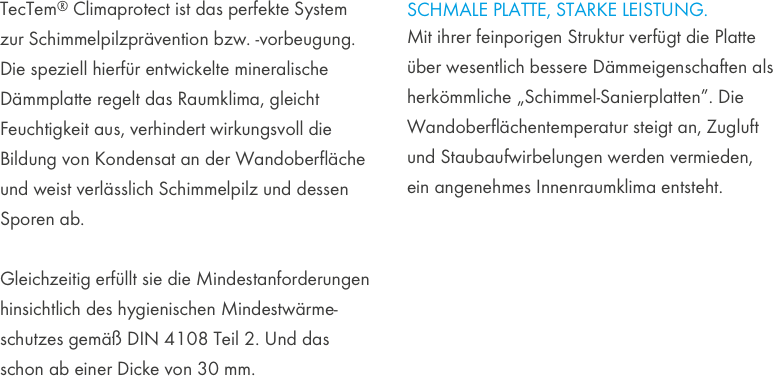 TecTem® Climaprotect ist das perfekte System
zur Schimmelpilzprävention bzw. -vorbeugung.
Die speziell hierfür entwickelte mineralische
Dämmplatte regelt das Raumklima, gleicht
Feuchtigkeit aus, verhindert wirkungsvoll die
Bildung von Kondensat an der Wandoberfläche
und weist verlässlich Schimmelpilz und dessen
Sporen ab.

Gleichzeitig erfüllt sie die Mindestanforderungen
hinsichtlich des hygienischen Mindestwärme-
schutzes gemäß DIN 4108 Teil 2. Und das
schon ab einer Dicke von 30 mm.

SCHMALE PLATTE, STARKE LEISTUNG.
Mit ihrer feinporigen Struktur verfügt die Platte
über wesentlich bessere Dämmeigenschaften als
herkömmliche „Schimmel-Sanierplatten”. Die
Wandoberflächentemperatur steigt an, Zugluft
und Staubaufwirbelungen werden vermieden,
ein angenehmes Innenraumklima entsteht.